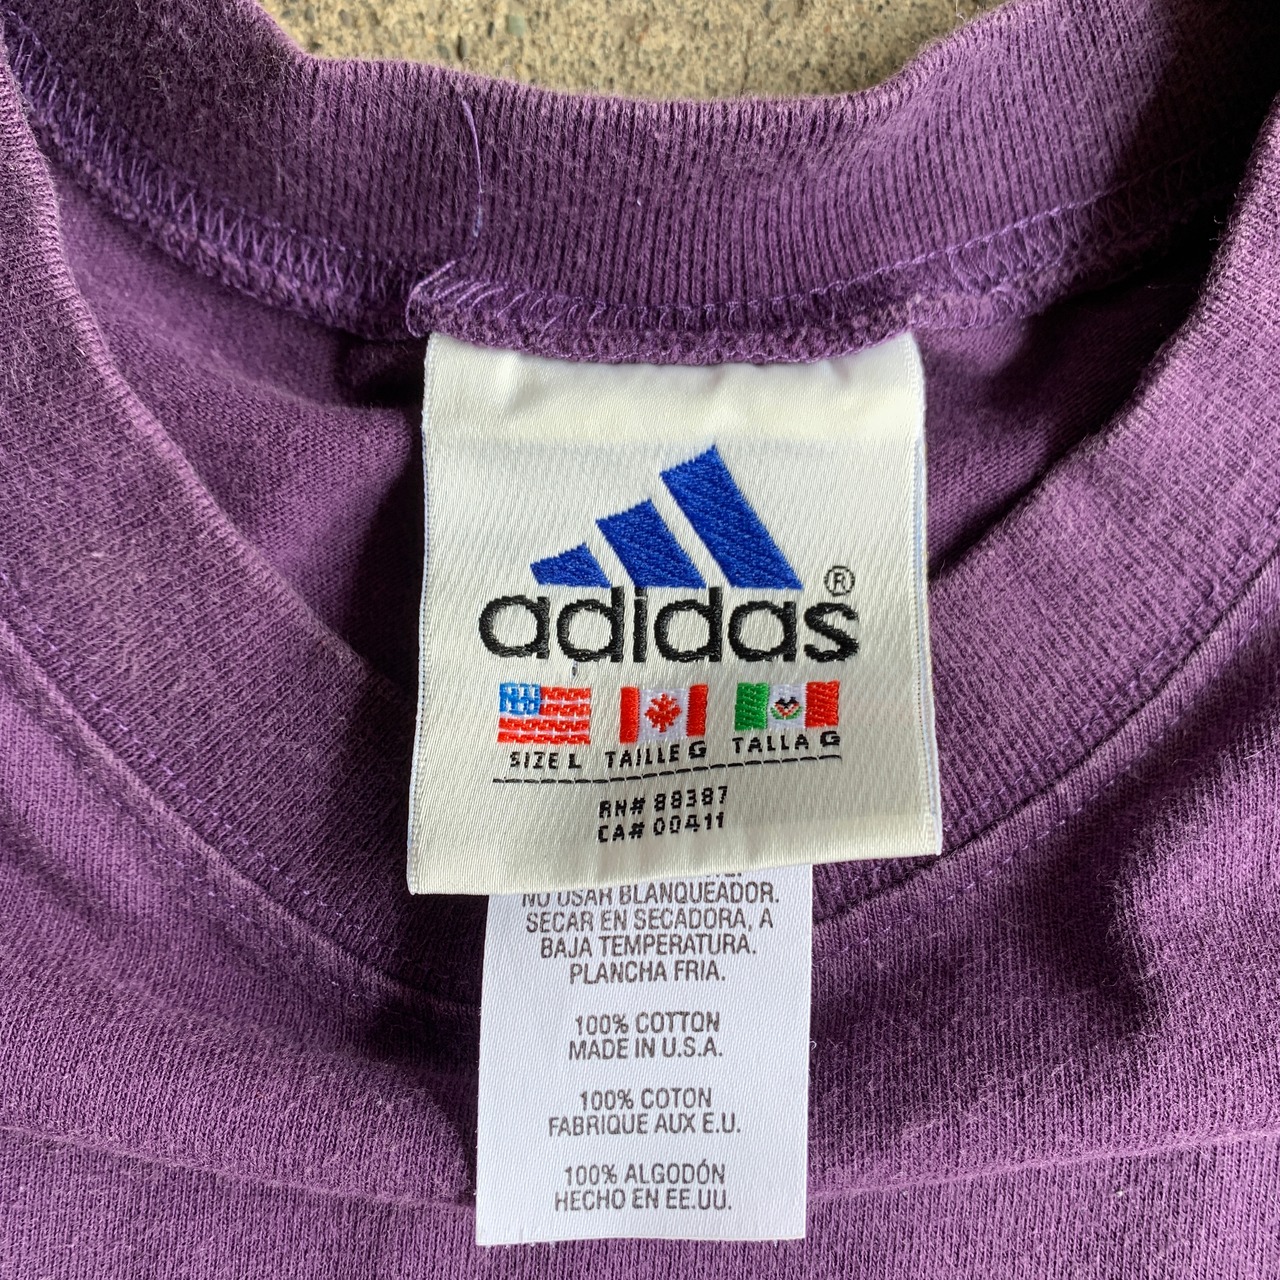 adidas®
SIZE L TAILLE G TALLA G
RN# 88387
CA# 00411
NO USAR BLANQUEADOR.
SECAR EN SECADORA, A
BAJA TEMPERATURA.
PLANCHA FRIA.
100% COTTON
MADE IN U.S.A.
100% COTON
FABRIQUE AUX E.U.
100% ALGODÓN
HECHO EN EE.UU.